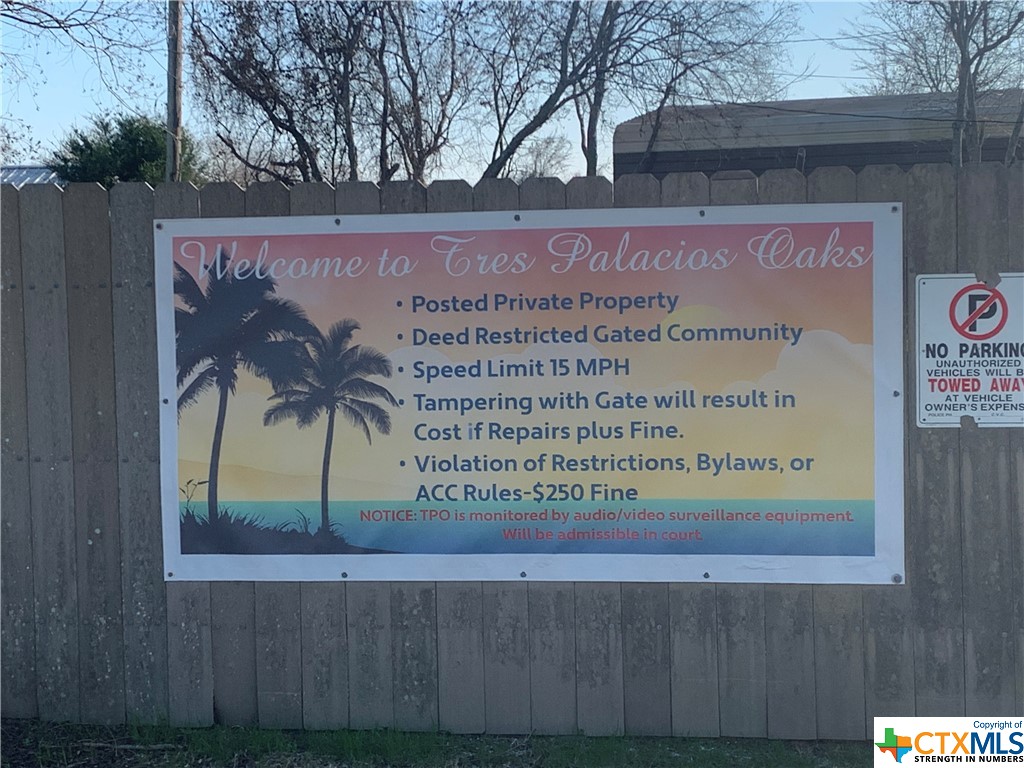 Welcome to Tres Palacios Oaks
• Posted Private Property
• Deed Restricted Gated Community
• Speed Limit 15 MPH
• Tampering with Gate will result in
Cost if Repairs plus Fine.
• Violation of Restrictions, Bylaws, or
ACC Rules-$250 Fine
NOTICE: TPO is monitored by audio/video surveillance equipment.
Will be admissible in court.
P
NO PARKING
UNAUTHORIZED
VEHICLES WILL BE
TOWED AWAY
AT VEHICLE
OWNER'S EXPENSE
Copyright of
CTXMLS
STRENGTH IN NUMBERS